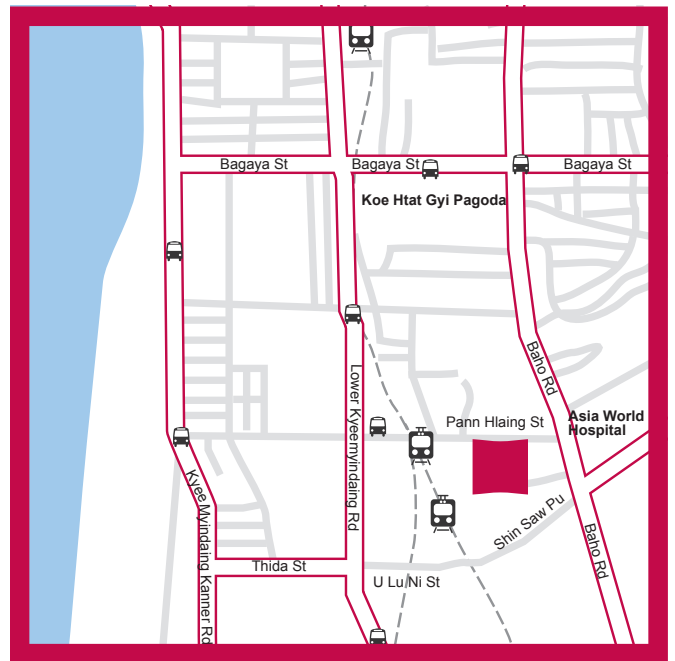 Bagaya St
Bagaya St
Bagaya St
Koe Htat Gyi Pagoda
Baho Rd
Lower Kyeemyindaing Rd
Pann Hlaing St
Asia World
Hospital
Kyee Myindaing Kanner Rd
Shin Saw Pu
Baho Rd
Thida St
U Lu Ni St